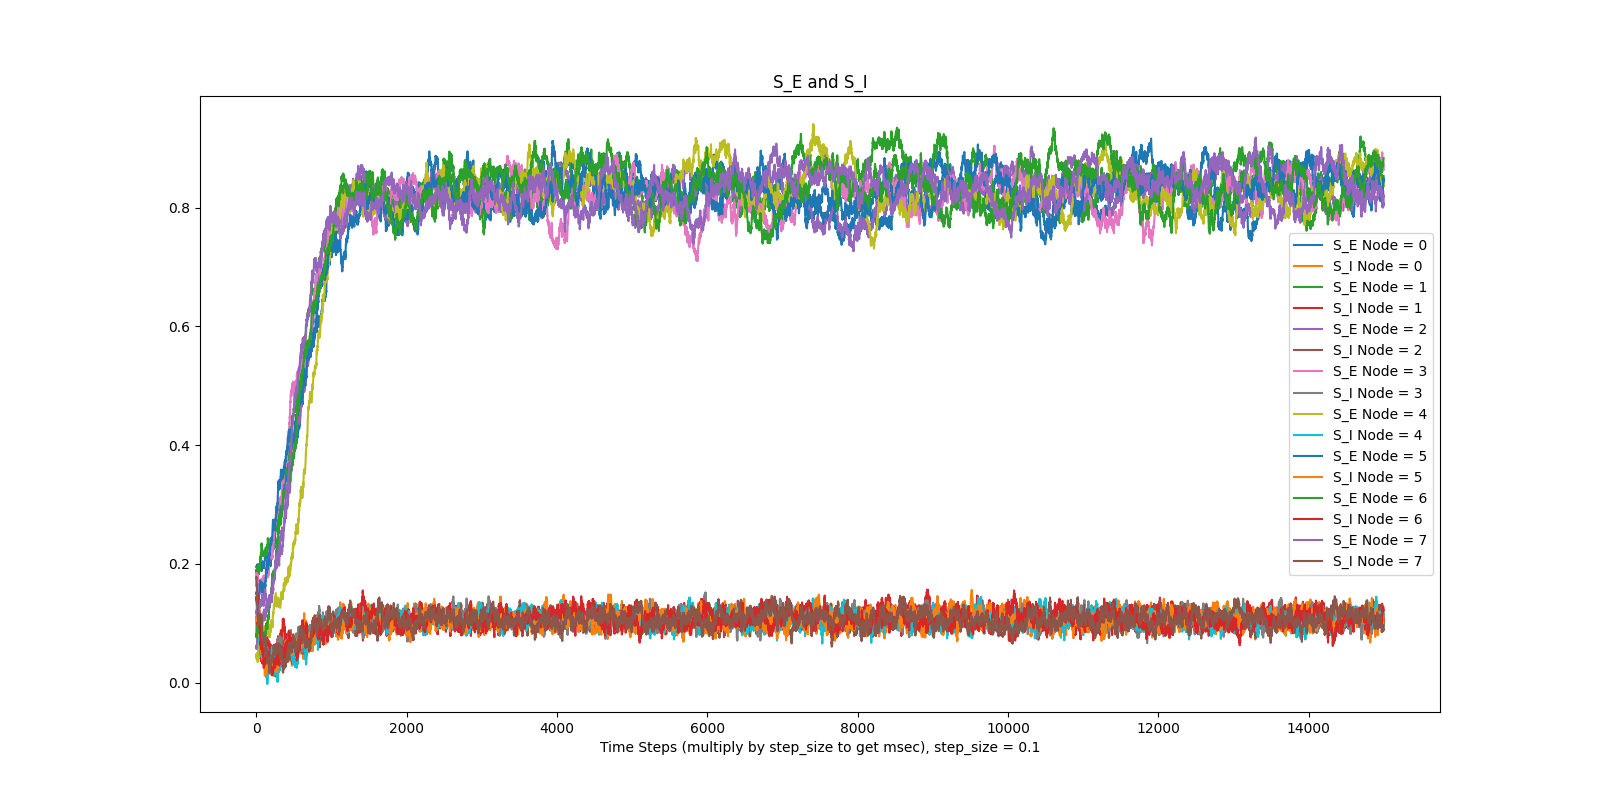 S_E and S_I
0.8
0.6
0.4
0.2
0.0
S_E Node = 0
S_I Node = 0
S_E Node = 1
S_I Node = 1
S_E Node = 2
S_I Node = 2
S_E Node = 3
S_I Node = 3
S_E Node = 4
S_I Node = 4
S_E Node = 5
S_I Node = 5
S_E Node = 6
S_I Node = 6
S_E Node = 7
S_I Node = 7
0 2000 4000 6000 8000 10000 12000 14000
Time Steps (multiply by step_size to get msec), step_size = 0.1